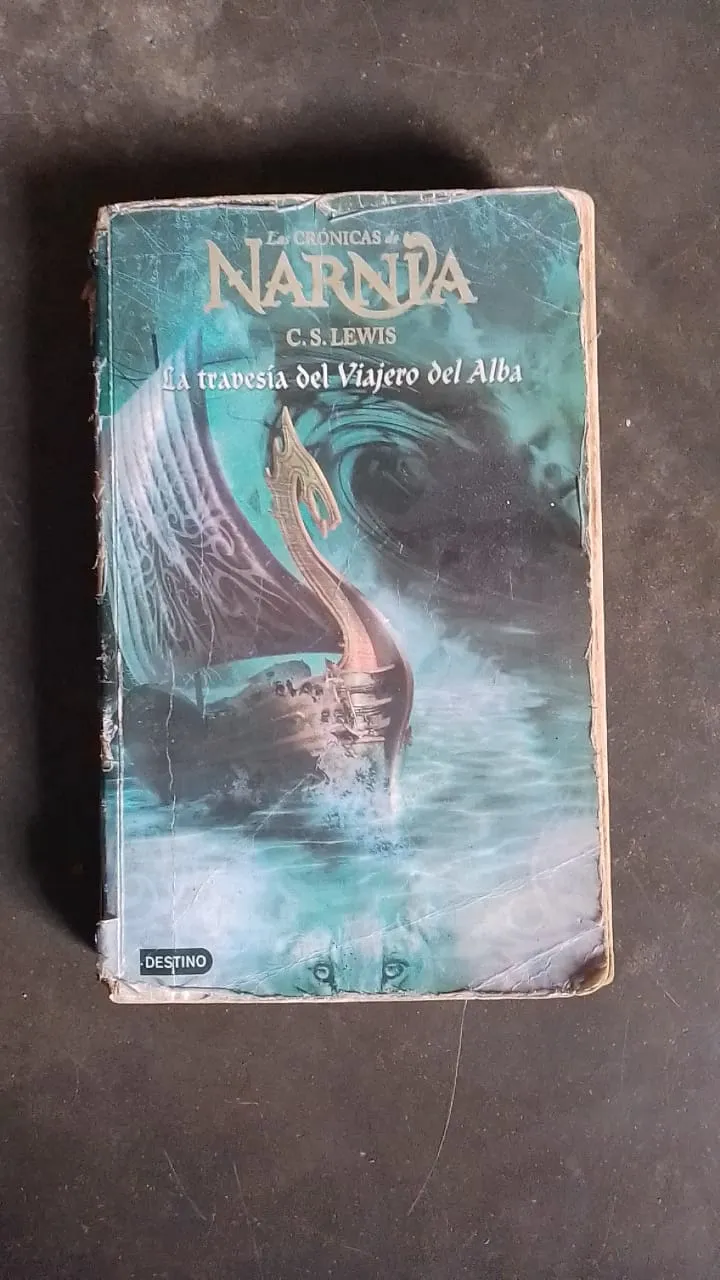 Las CRÓNICAS de
NARNIA
C. S. LEWIS
La travesía del Viajero del Alba
DESTINO